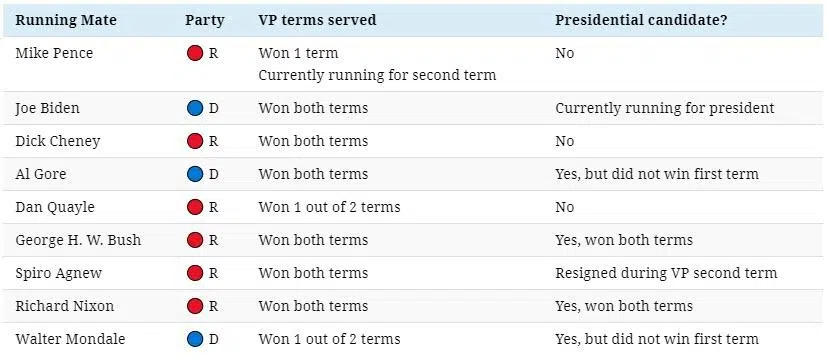 Running Mate Party VP terms served Presidential candidate?
Mike Pence R Won 1 term No
Currently running for second term
Joe Biden D Won both terms Currently running for president
Dick Cheney R Won both terms No
Al Gore D Won both terms Yes, but did not win first term
Dan Quayle R Won 1 out of 2 terms No
George H. W. Bush R Won both terms Yes, won both terms
Spiro Agnew R Won both terms Resigned during VP second term
Richard Nixon R Won both terms Yes, won both terms
Walter Mondale D Won 1 out of 2 terms Yes, but did not win first term